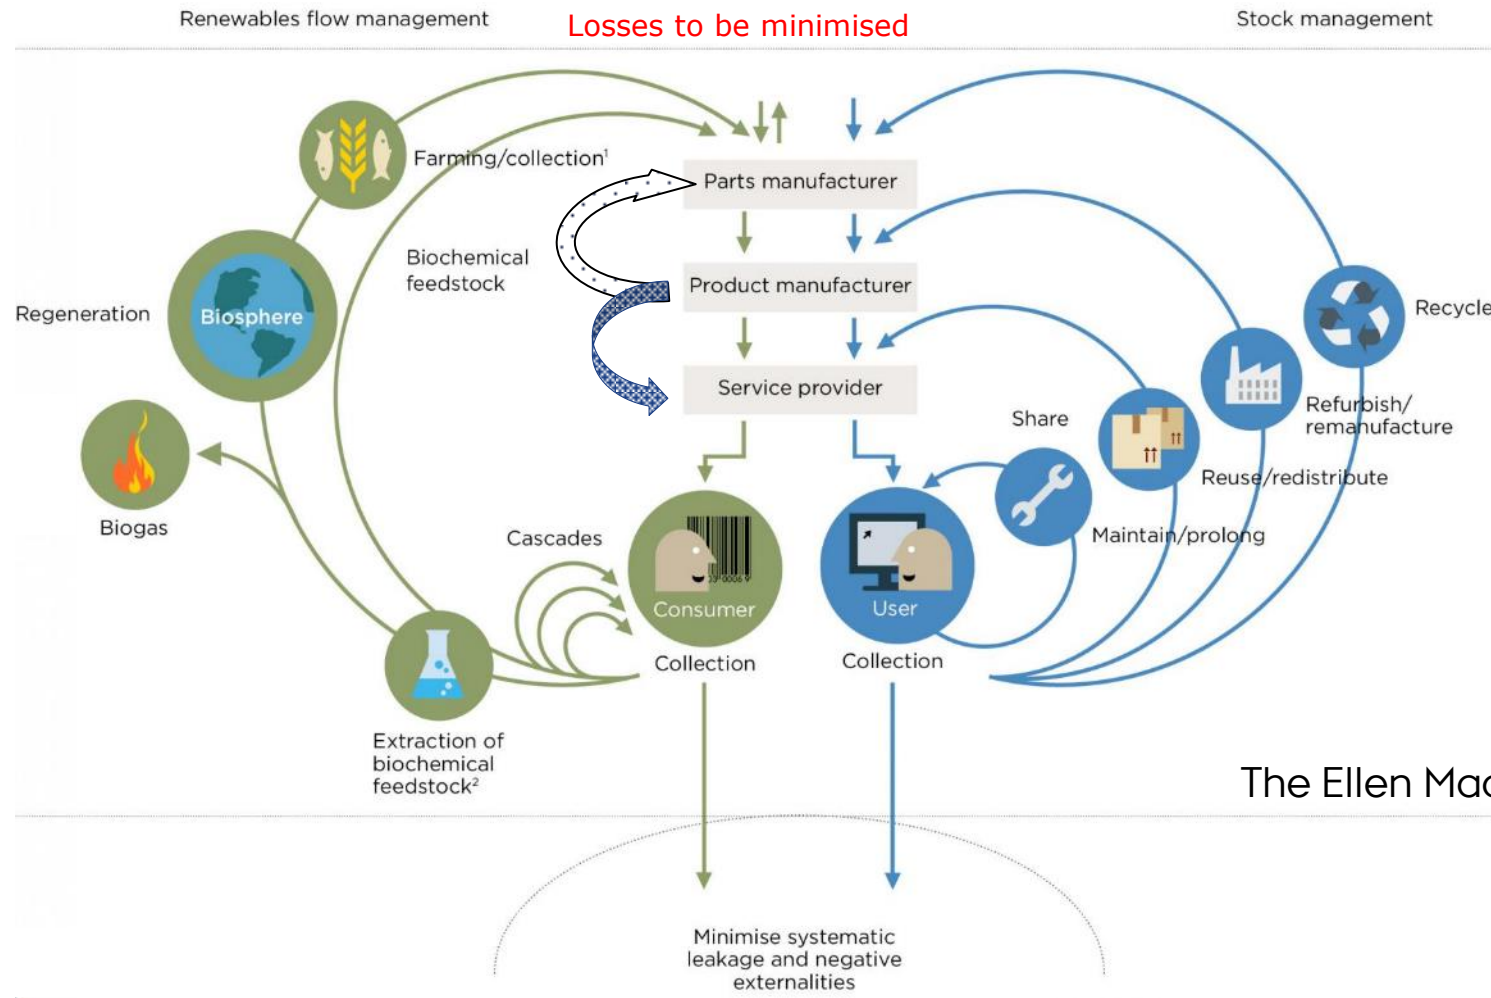 Renewables flow management
Losses to be minimised
Stock management
Farming/collection¹
Parts manufacturer
Biochemical
feedstock
Product manufacturer
Regeneration
Biosphere
Recycle
Service provider
Share
Refurbish/
remanufacture
Reuse/redistribute
Biogas
Cascades
Maintain/prolong
Consumer
User
Collection
Collection
Extraction of
biochemical
feedstock²
The Ellen Mac
Minimise systematic
leakage and negative
externalities